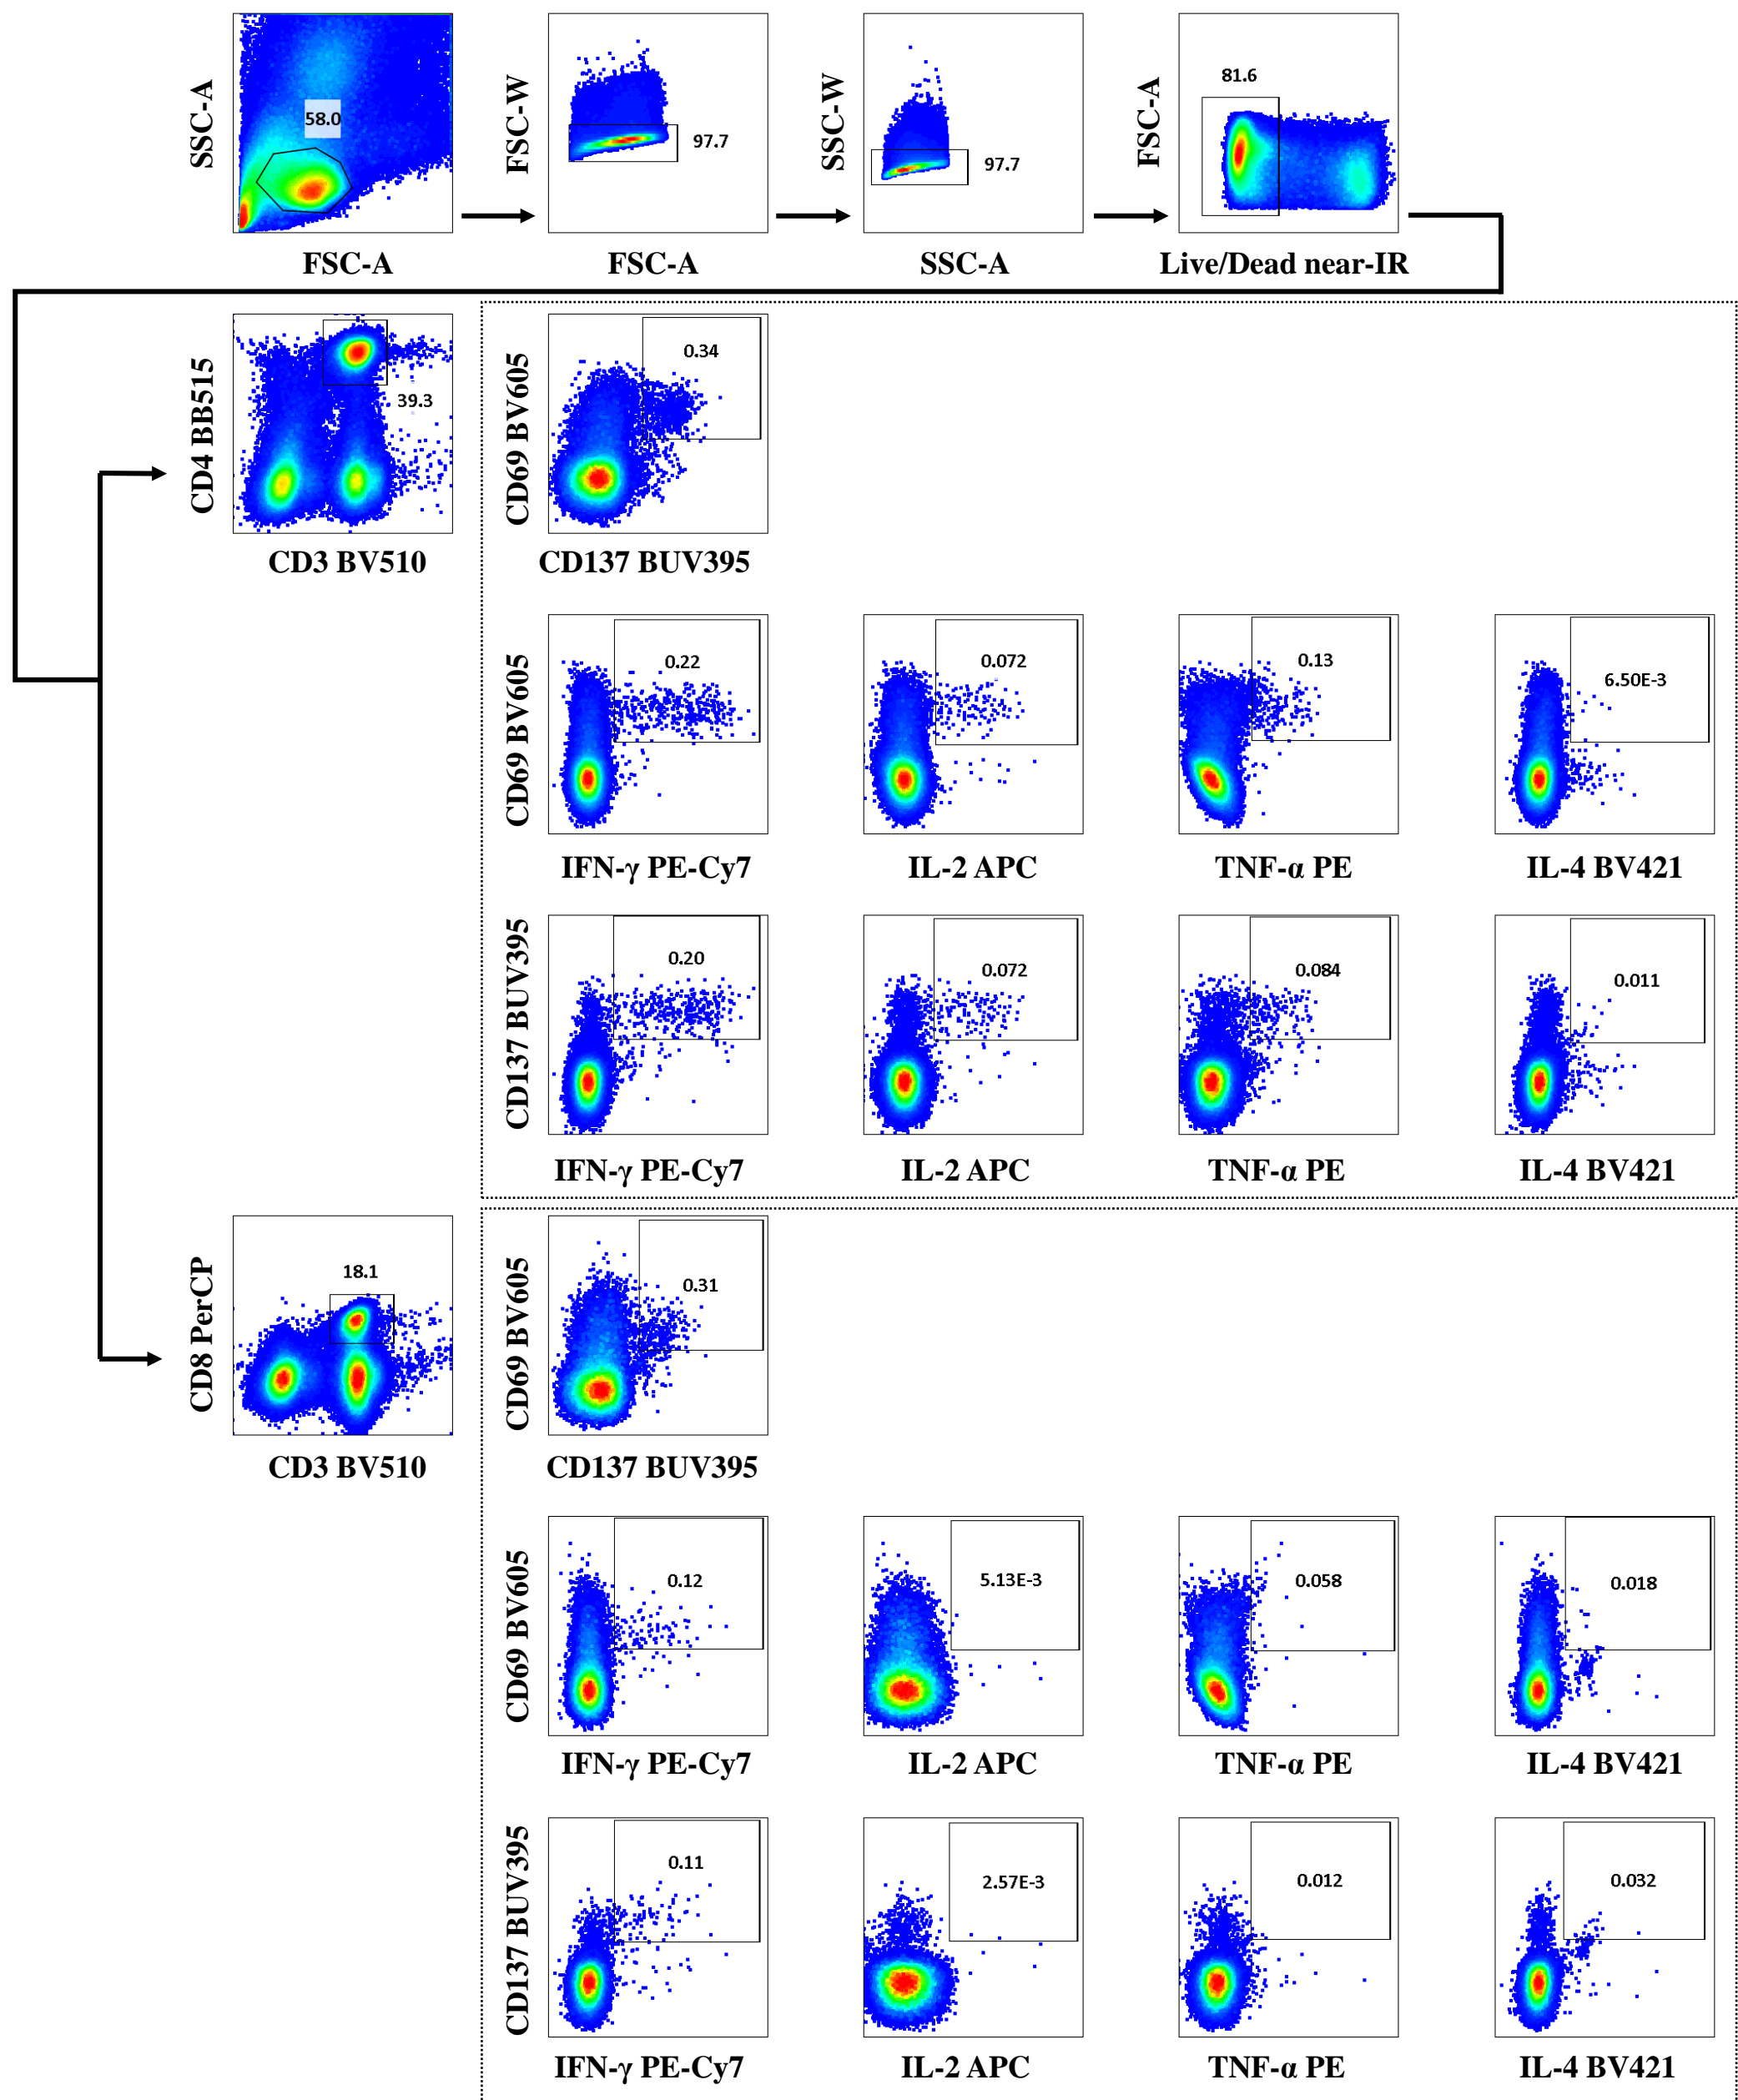 SSC-A
58.0
FSC-A
FSC-W
97.7
FSC-A
SSC-W
97.7
SSC-A
FSC-A
81.6
Live/Dead near-IR
CD4 BB515
39.3
CD3 BV510
CD69 BV605
0.34
CD137 BUV395
CD69 BV605
0.22
IFN-γ PE-Cy7
0.072
IL-2 APC
0.13
TNF-α PE
6.50E-3
IL-4 BV421
CD137 BUV395
0.20
IFN-γ PE-Cy7
0.072
IL-2 APC
0.084
TNF-α PE
0.011
IL-4 BV421
CD8 PerCP
18.1
CD3 BV510
CD69 BV605
0.31
CD137 BUV395
CD69 BV605
0.12
IFN-γ PE-Cy7
5.13E-3
IL-2 APC
0.058
TNF-α PE
0.018
IL-4 BV421
CD137 BUV395
0.11
IFN-γ PE-Cy7
2.57E-3
IL-2 APC
0.012
TNF-α PE
0.032
IL-4 BV421